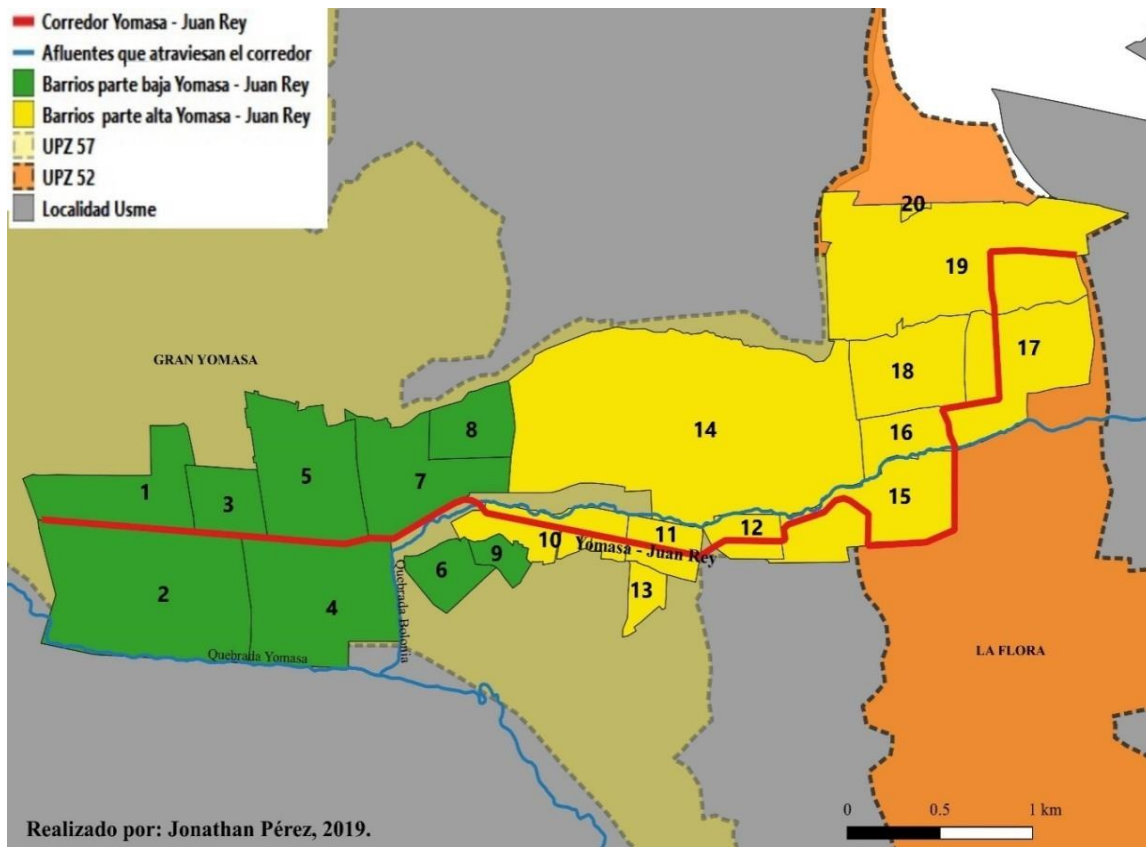 Corredor Yomasa - Juan Rey
Afluentes que atraviesan el corredor
Barrios parte baja Yomasa - Juan Rey
Barrios parte alta Yomasa - Juan Rey
UPZ 57
UPZ 52
Localidad Usme
20
19
GRAN YOMASA
17
18
8
14
16
5
7
1
3
15
12
11
10
Yomasa - Juan Rey
9
6
2
4
13
Quebrada Bolonia
Quebrada Yomasa
LA FLORA
0 0.5 1 km
Realizado por: Jonathan Pérez, 2019.